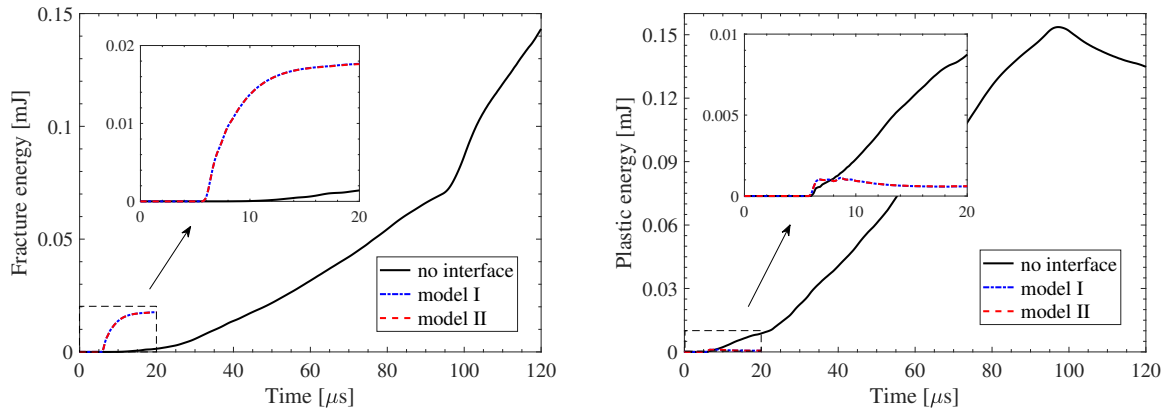 Fracture energy [mJ]
0.15
0.1
0.05
0
0.02
0.01
0
0 10 20
no interface
model I
model II
0 20 40 60 80 100 120
Time [μs]
Plastic energy [mJ]
0.15
0.12
0.09
0.06
0.03
0
0.01
0.005
0
0 10 20
no interface
model I
model II
0 20 40 60 80 100 120
Time [μs]